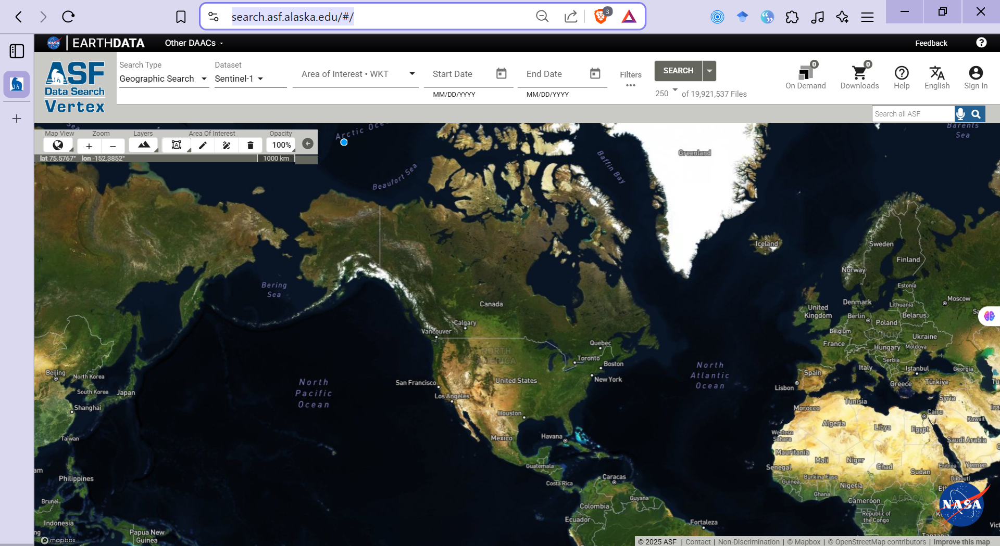 search.asf.alaska.edu/#/
3
NASA
EARTHDATA
Other DAACs
Feedback
?
ASF
Data Search
Vertex
Search Type
Geographic Search
Dataset
Sentinel-1
Area of Interest • WKT
Start Date
MM/DD/YYYY
End Date
MM/DD/YYYY
Filters
SEARCH
250
of 19,921,537 Files
0
On Demand
0
Downloads
Help
English
Sign In
Search all ASF
Map View
Zoom
Layers
Area Of Interest
Opacity
+
−
100%
lat 75.5767° lon -152.3852°
1000 km
Sea
Arctic Oce
Barents
Sea
Beaufort Sea
Baffin Bay
Greenland
Iceland
Sweden
Finland
Norway
Estonia
Bering
Sea
Canada
Denmark
Lithuania
Moscow
United
Kingdom
Berlin
Poland
Belarus
Calgary
Vancouver
Belgium
EUROPE
Ukraine
Quebec
France
Hungary
Moldova
NORTH
AMERICA
Toronto
Boston
Serbia
North
Atlantic
Ocean
Italy
Istanbul
Georgia
Beijing
North Korea
Spain
New York
San Francisco
United States
Lisbon
Greece
Türkiye
Tu
South Korea
Japan
North
Pacific
Ocean
Los Angeles
Tunisia
Syria
Shanghai
Morocco
Cairo
Ira
Houston
Kuwait
Algeria
Libya
Egypt
Taiwan
Mexico
Havana
Western
Sahara
Saudi Arabia
Mauritania
Mali
Niger
Chad
Eritrea
Yemen
Guatemala
Senegal
Sudan
am
Philippines
Caracas
Burkina Faso
Djibouti
Costa Rica
Guinea
Nigeria
Et
Ghana
AFRICA
Brunei
Guyana
Cameroon
Colombia
NASA
Indonesia
Ecuador
Republic of
the Congo
K
Fortaleza
Vict
ng
Papua New
Guinea
Tanzania
mapbox
© 2025 ASF | Contact | Non-Discrimination | © Mapbox | © OpenStreetMap contributors | Improve this map